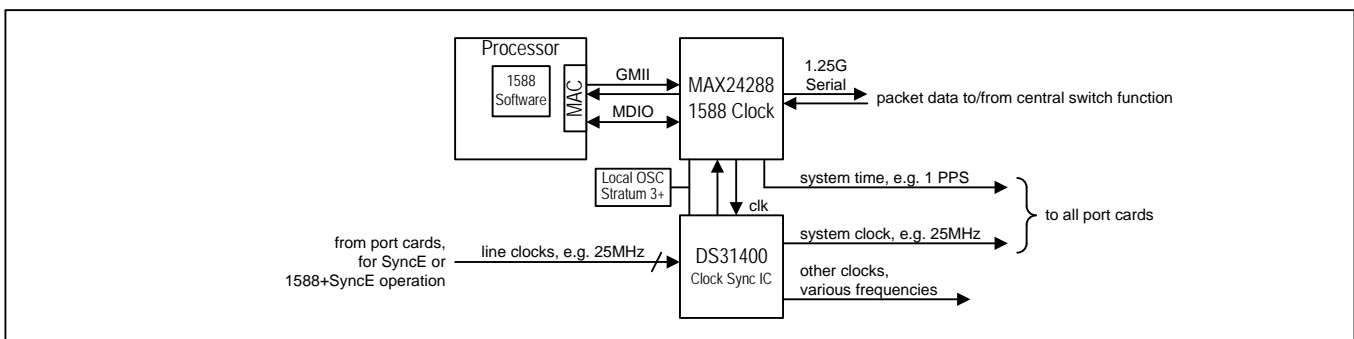 Processor
1588
Software
MAC
GMII
MDIO
MAX24288
1588 Clock
1.25G
Serial
packet data to/from central switch function
Local OSC
Stratum 3+
clk
system time, e.g. 1 PPS
to all port cards
system clock, e.g. 25MHz
from port cards,
for SyncE or
1588+SyncE operation
line clocks, e.g. 25MHz
DS31400
Clock Sync IC
other clocks,
various frequencies